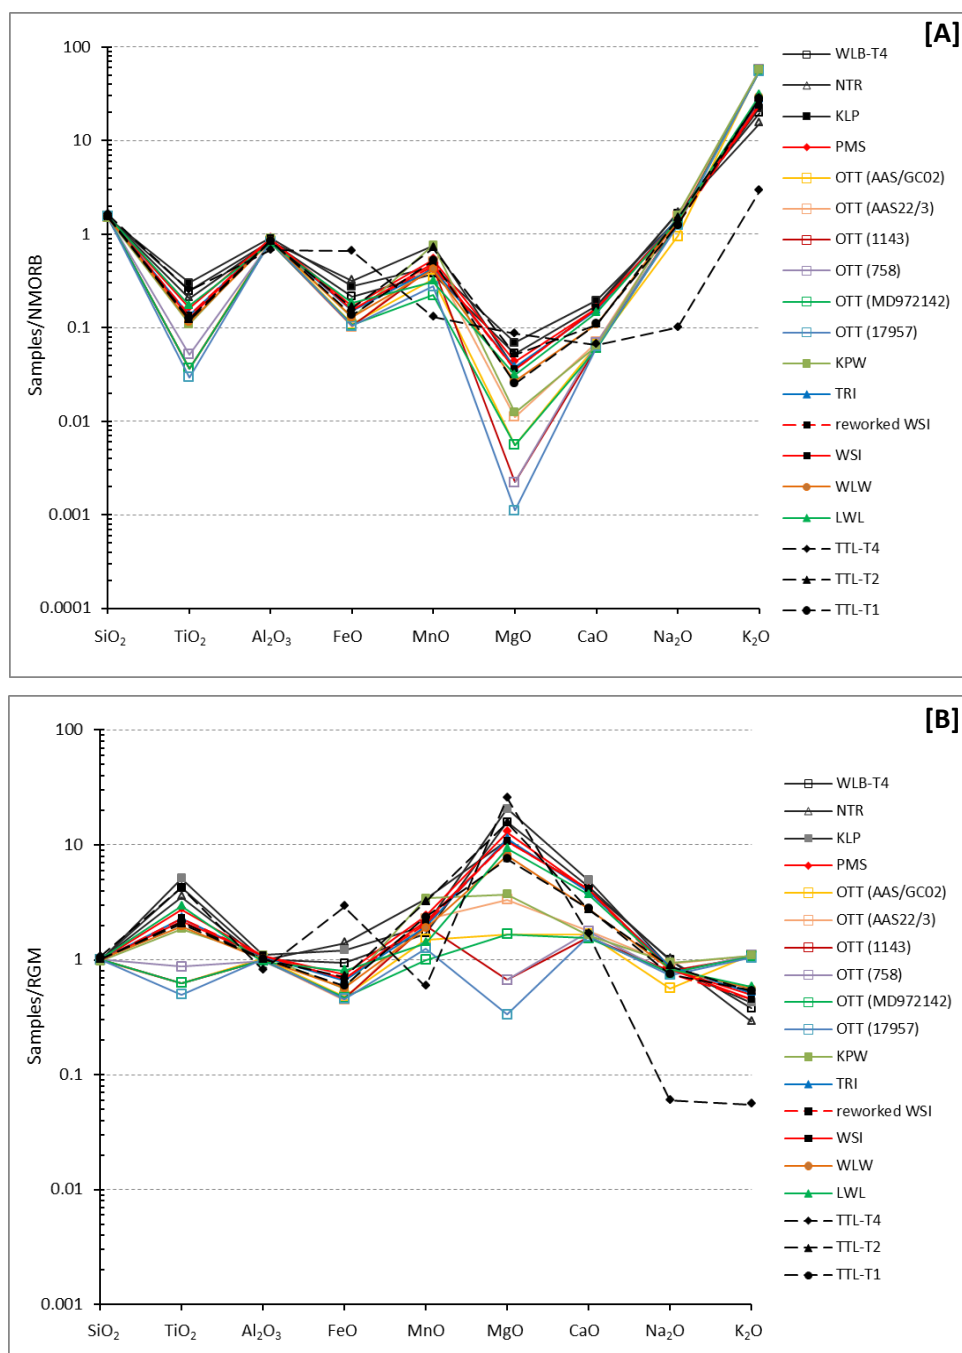 [A]
Samples/NMORB
100
10
1
0.1
0.01
0.001
0.0001
SiO₂ TiO₂ Al₂O₃ FeO MnO MgO CaO Na₂O K₂O
WLB-T4
NTR
KLP
PMS
OTT (AAS/GC02)
OTT (AAS22/3)
OTT (1143)
OTT (758)
OTT (MD972142)
OTT (17957)
KPW
TRI
reworked WSI
WSI
WLW
LWL
TTL-T4
TTL-T2
TTL-T1
[B]
Samples/RGM
100
10
1
0.1
0.01
0.001
SiO₂ TiO₂ Al₂O₃ FeO MnO MgO CaO Na₂O K₂O
WLB-T4
NTR
KLP
PMS
OTT (AAS/GC02)
OTT (AAS22/3)
OTT (1143)
OTT (758)
OTT (MD972142)
OTT (17957)
KPW
TRI
reworked WSI
WSI
WLW
LWL
TTL-T4
TTL-T2
TTL-T1